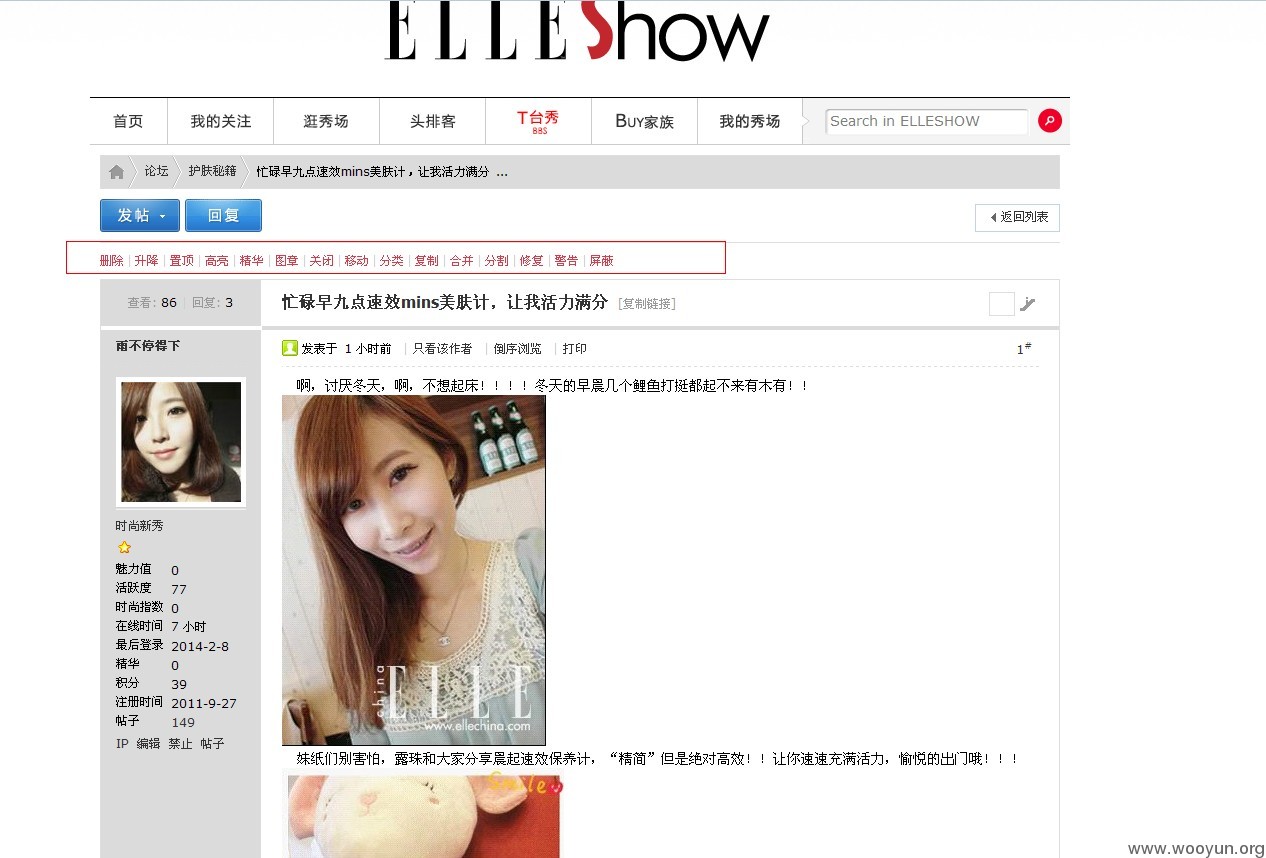 ELLEShow
首页 我的关注 逛秀场 头排客 T台秀 BBS BUY家族 我的秀场 Search in ELLESHOW
论坛 护肤秘籍 忙碌早九点速效mins美肤计，让我活力满分 ...
发帖 回复 返回列表
删除 升降 置顶 高亮 精华 图章 关闭 移动 分类 复制 合并 分割 修复 警告 屏蔽
查看: 86 回复: 3 忙碌早九点速效mins美肤计，让我活力满分 [复制链接]
雨不停得下 发表于 1 小时前 只看该作者 倒序浏览 打印 1#
啊，讨厌冬天，啊，不想起床！！！！冬天的早晨几个鲤鱼打挺都起不来有木有！！
时尚新秀
魅力值 0
活跃度 77
时尚指数 0
在线时间 7 小时
最后登录 2014-2-8
精华 0
积分 39
注册时间 2011-9-27
帖子 149
IP 编辑 禁止 帖子
china ELLE
www.ellechina.com
妹纸们别害怕，露珠和大家分享晨起速效保养计，“精简”但是绝对高效！！让你速速充满活力，愉悦的出门哦！！！
Smile
www.wooyun.org